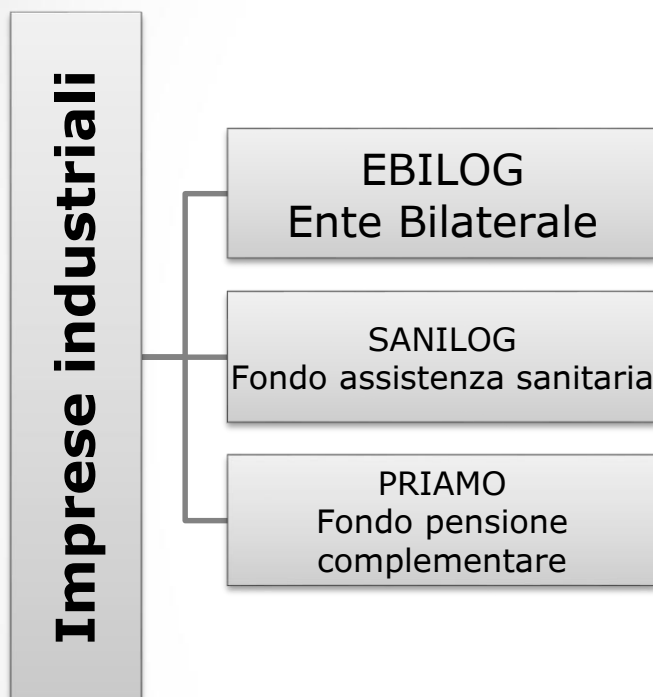 Imprese industriali
EBILOG
Ente Bilaterale
SANILOG
Fondo assistenza sanitaria
PRIAMO
Fondo pensione
complementare